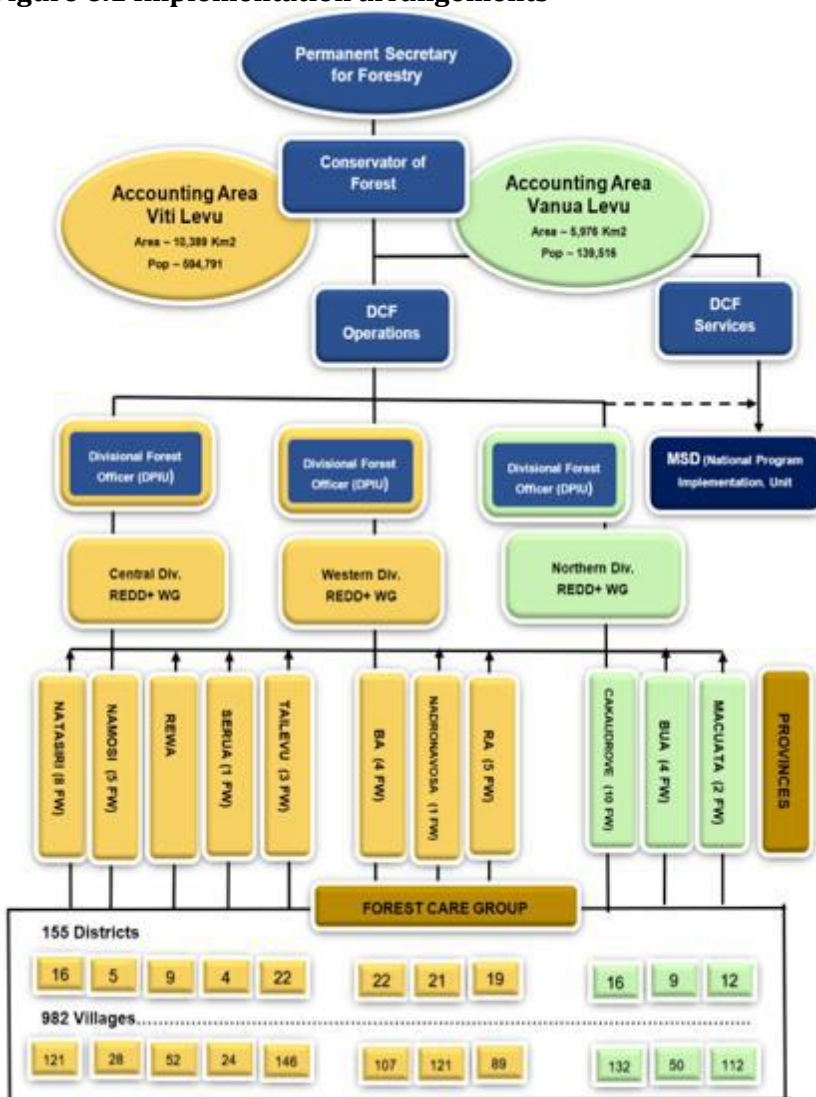 Permanent Secretary
for Forestry
Conservator of
Forest
Accounting Area
Viti Levu
Area – 10,389 Km2
Pop – 594,791
Accounting Area
Vanua Levu
Area – 5,976 Km2
Pop – 139,516
DCF
Operations
DCF
Services
Divisional Forest
Officer (DPIU)
Divisional Forest
Officer (DPIU)
Divisional Forest
Officer (DPIU)
MSD (National Program
Implementation. Unit
Central Div.
REDD+ WG
Western Div.
REDD+ WG
Northern Div.
REDD+ WG
NATASIRI (8 FW)
NAMOSI (5 FW)
REWA
SERUA (1 FW)
TAILEVU (3 FW)
BA (4 FW)
NADRONAVOSA (1 FW)
RA (5 FW)
CAKAUDROVE (10 FW)
BUA (4 FW)
MACUATA (2 FW)
PROVINCES
FOREST CARE GROUP
155 Districts
16 5 9 4 22 22 21 19 16 9 12
982 Villages
121 28 52 24 146 107 121 89 132 50 112